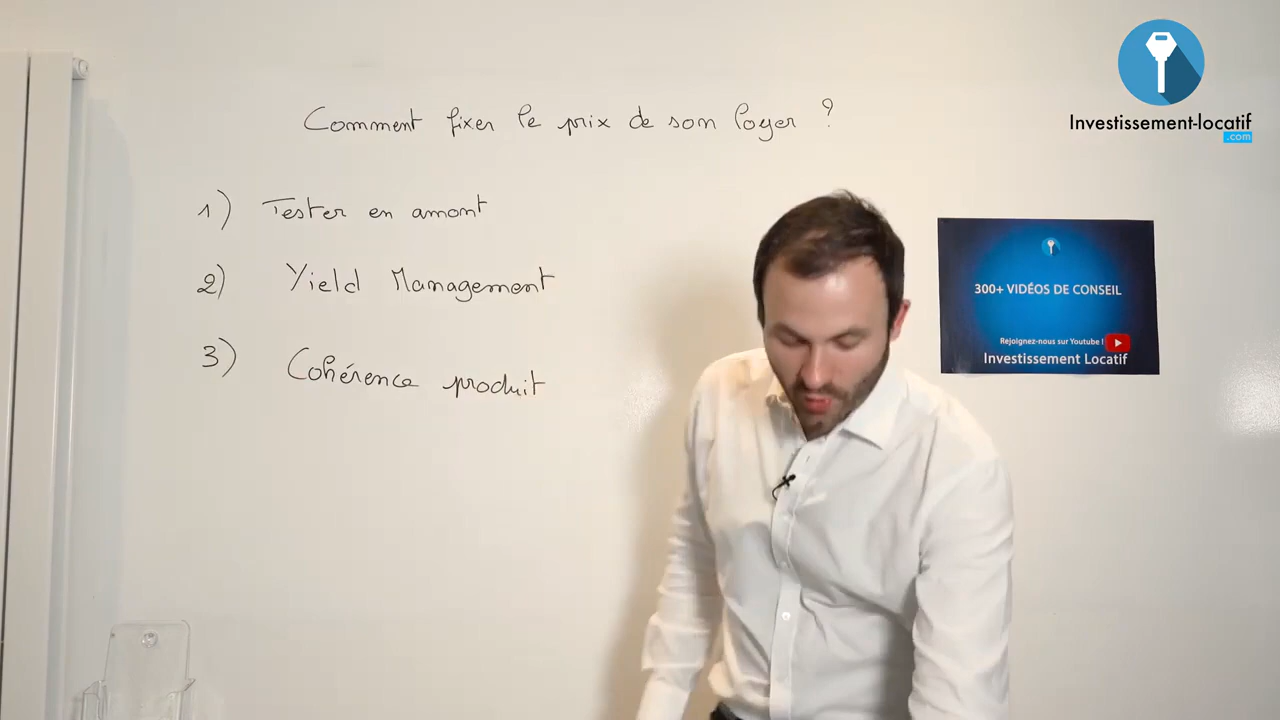 Comment fixer le prix de son loyer ?
1) Tester en amont
2) Yield Management
3) Cohérence produit
Investissement-locatif
.com
300+ VIDÉOS DE CONSEIL
Rejoignez-nous sur Youtube !
Investissement Locatif